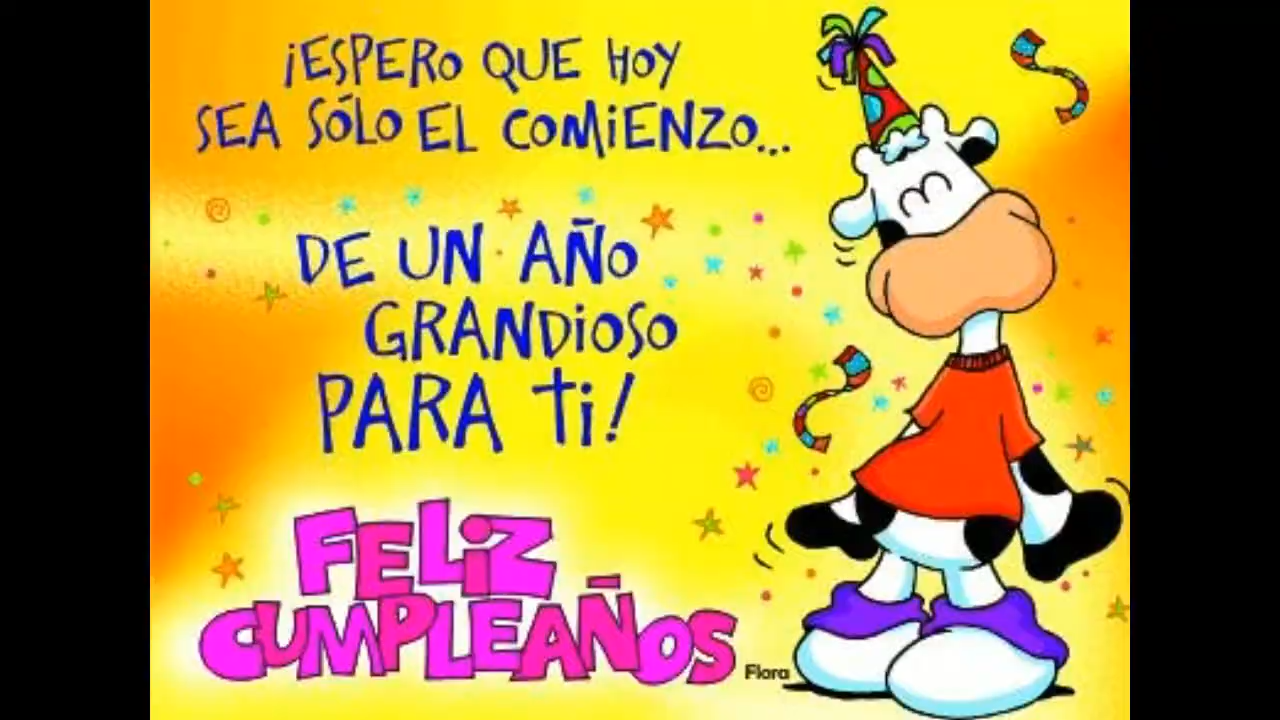 ¡ESPERO QUE HOY
SEA SÓLO EL COMIENZO...
DE UN AÑO
GRANDIOSO
PARA TI!
FELIZ
CUMPLEAÑOS
Flora